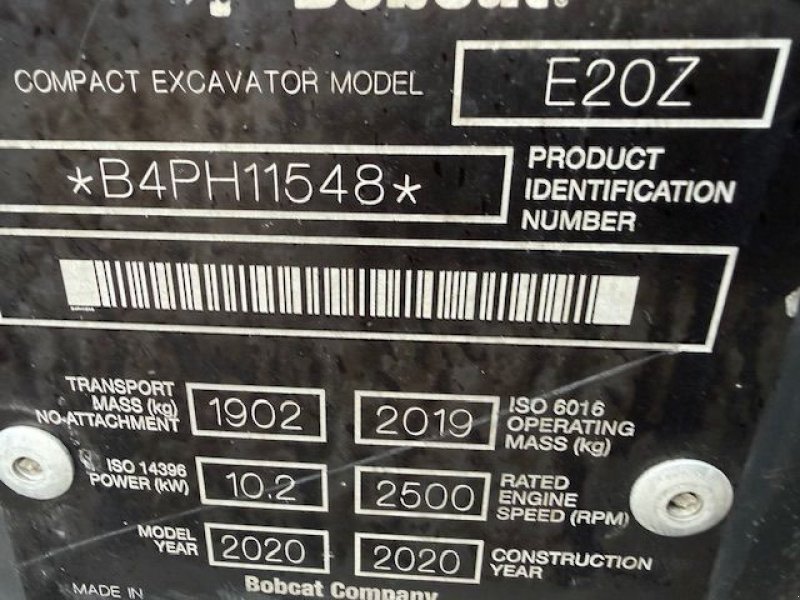 Bobcat®
COMPACT EXCAVATOR MODEL E20Z
*B4PH11548* PRODUCT
IDENTIFICATION
NUMBER
TRANSPORT
MASS (kg)
NO-ATTACHMENT 1902
2019 ISO 6016
OPERATING
MASS (kg)
ISO 14396
POWER (kW) 10.2
2500 RATED
ENGINE
SPEED (RPM)
MODEL
YEAR 2020
2020 CONSTRUCTION
YEAR
MADE IN
Bobcat Company